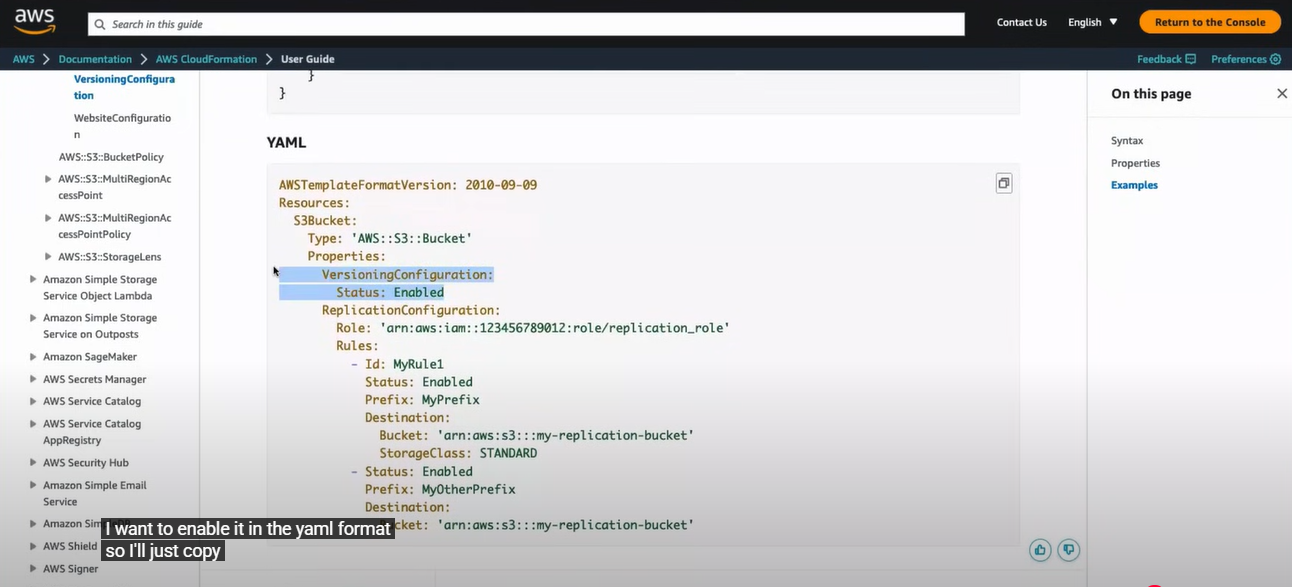 aws
Search in this guide
Contact Us
English
Return to the Console
AWS > Documentation > AWS CloudFormation > User Guide
Feedback
Preferences
VersioningConfigura
tion
WebsiteConfiguratio
n
AWS::S3::BucketPolicy
AWS::S3::MultiRegionAc
cessPoint
AWS::S3::MultiRegionAc
cessPointPolicy
AWS::S3::StorageLens
Amazon Simple Storage
Service Object Lambda
Amazon Simple Storage
Service on Outposts
Amazon SageMaker
AWS Secrets Manager
AWS Service Catalog
AWS Service Catalog
AppRegistry
AWS Security Hub
Amazon Simple Email
Service
AWS Shield
AWS Signer
}
}
YAML
AWSTemplateFormatVersion: 2010-09-09
Resources:
S3Bucket:
Type: 'AWS::S3::Bucket'
Properties:
VersioningConfiguration:
Status: Enabled
ReplicationConfiguration:
Role: 'arn:aws:iam::123456789012:role/replication_role'
Rules:
- Id: MyRule1
Status: Enabled
Prefix: MyPrefix
Destination:
Bucket: 'arn:aws:s3:::my-replication-bucket'
StorageClass: STANDARD
- Status: Enabled
Prefix: MyOtherPrefix
Destination:
'arn:aws:s3:::my-replication-bucket'
On this page
Syntax
Properties
Examples
I want to enable it in the yaml format
so I'll just copy